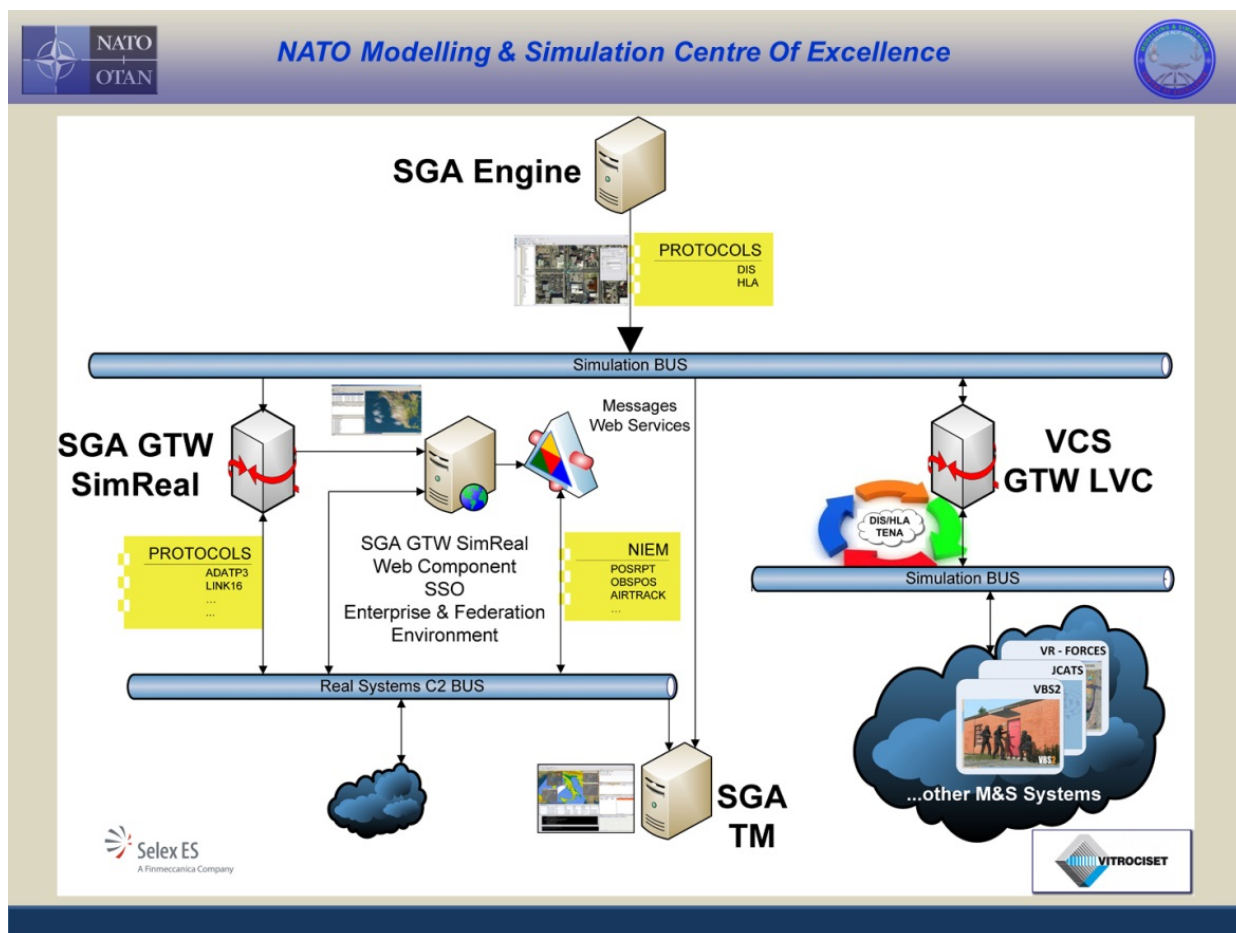 NATO
OTAN
NATO Modelling & Simulation Centre Of Excellence
SGA Engine
PROTOCOLS
DIS
HLA
Simulation BUS
Messages
Web Services
SGA GTW
SimReal
VCS
GTW LVC
DIS/HLA
TENA
PROTOCOLS
ADATP3
LINK16
...
...
SGA GTW SimReal
Web Component
SSO
Enterprise & Federation
Environment
NIEM
POSRPT
OBSPOS
AIRTRACK
...
Simulation BUS
Real Systems C2 BUS
VR - FORCES
JCATS
VBS2
VBS2
...other M&S Systems
SGA
TM
Selex ES
A Finmeccanica Company
VITROCISET